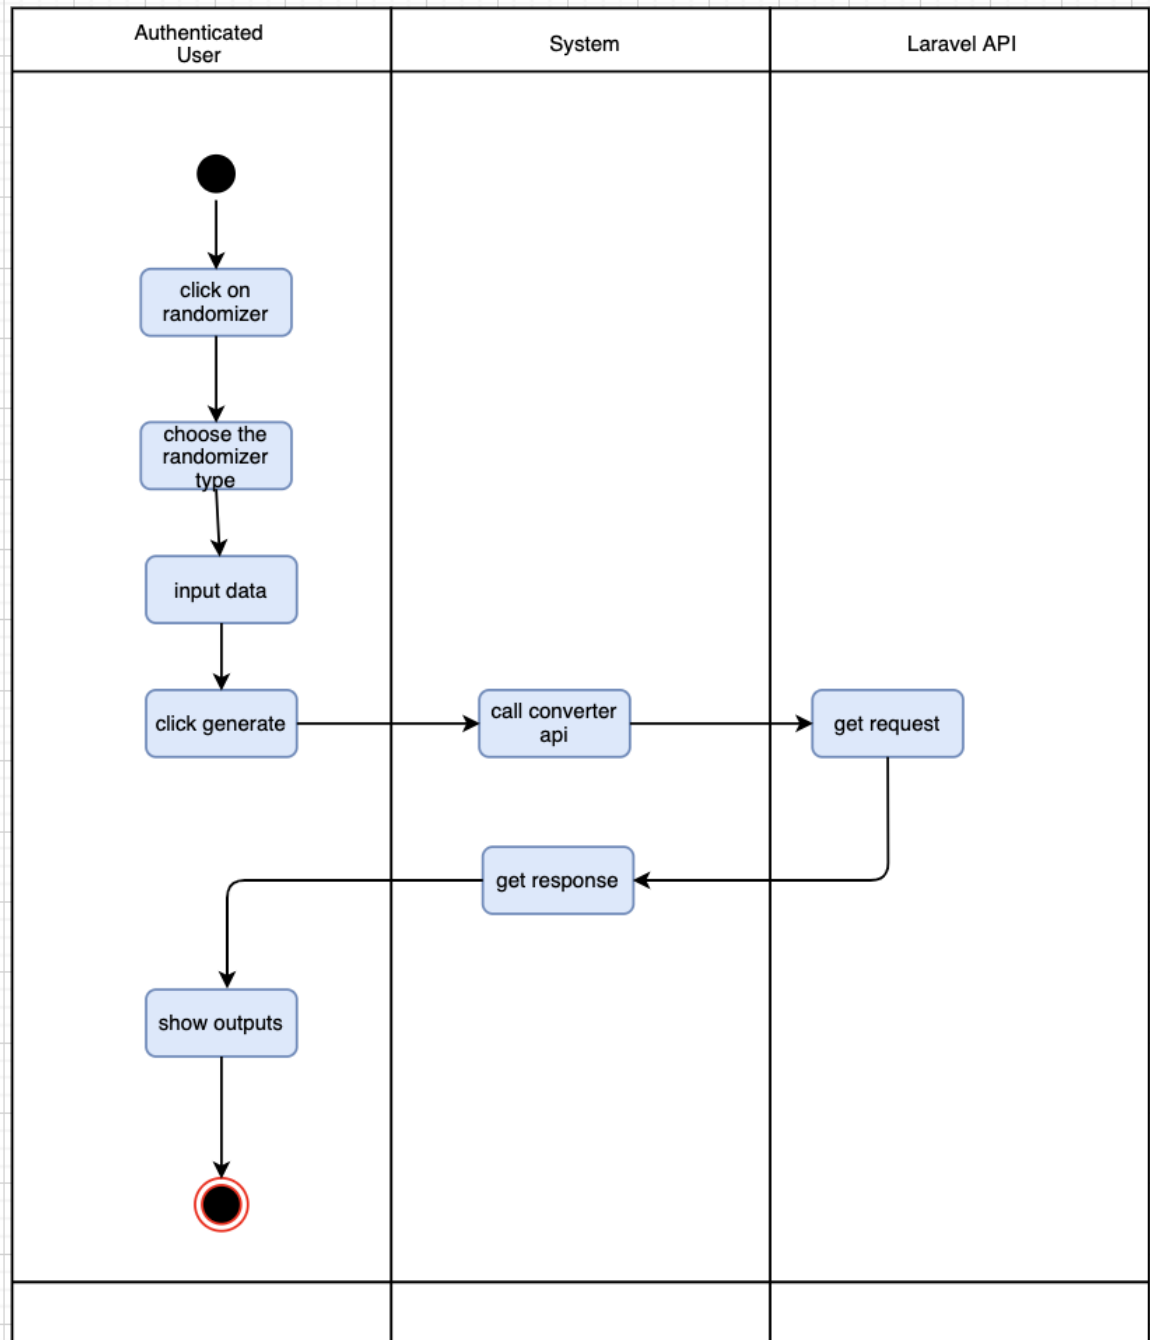 Authenticated
User
System
Laravel API
click on
randomizer
choose the
randomizer
type
input data
click generate
call converter
api
get request
get response
show outputs